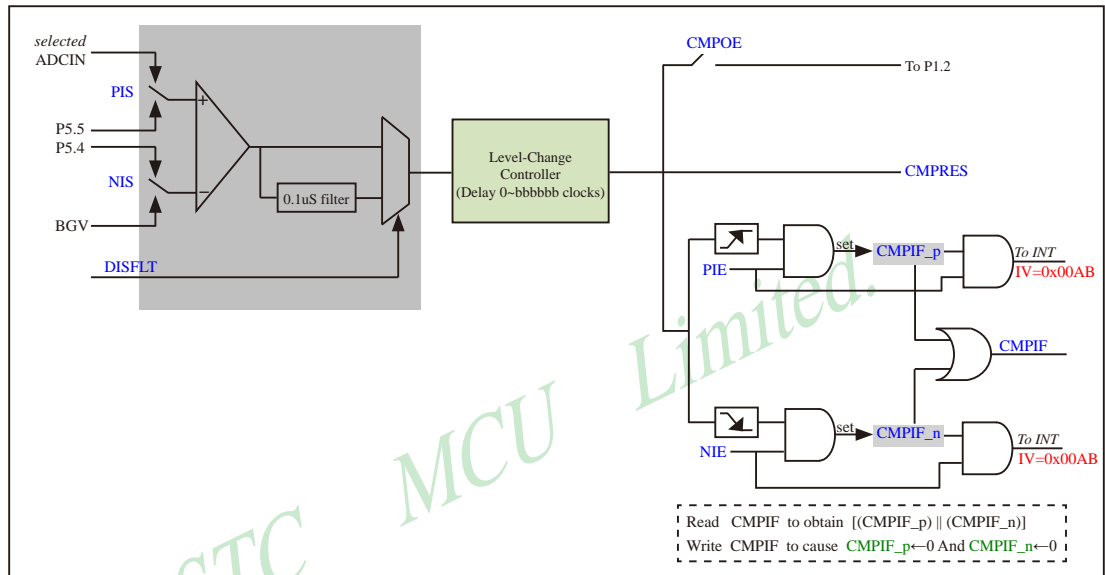 selected
ADCIN
PIS
P5.5
P5.4
NIS
BGV
DISFLT
+
−
0.1uS filter
Level-Change
Controller
(Delay 0~bbbbbb clocks)
CMPOE
To P1.2
CMPRES
PIE
set
CMPIF_p
To INT
IV=0x00AB
CMPIF
NIE
set
CMPIF_n
To INT
IV=0x00AB
Read CMPIF to obtain [(CMPIF_p) || (CMPIF_n)]
Write CMPIF to cause CMPIF_p←0 And CMPIF_n←0
STC MCU Limited.